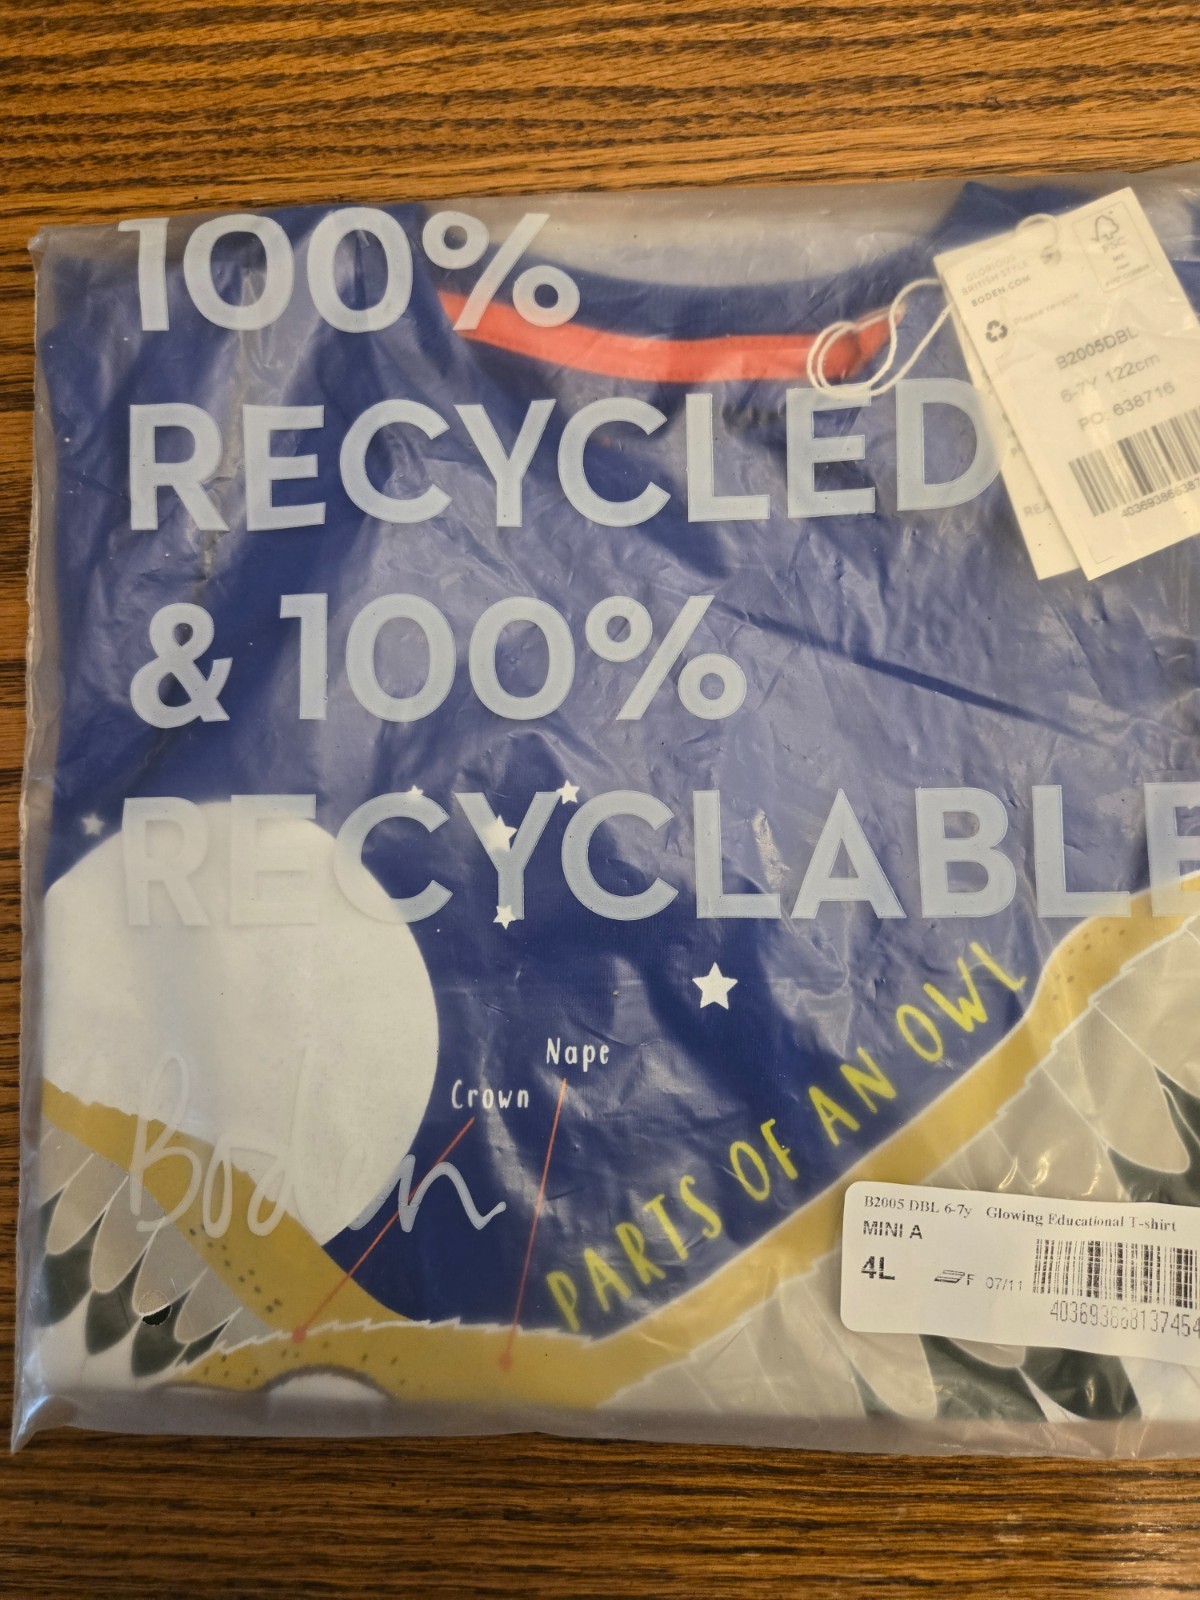 100%
RECYCLED
& 100%
RECYCLABLE
Boden
GLORIOUS
BRITISH STYLE
BODEN.COM
Please recycle
FSC
MIX
B2005DBL
6-7Y 122cm
PO: 638716
Nape
Crown
PARTS OF AN OWL
B2005 DBL 6-7y Glowing Educational T-shirt
MINI A
4L F 07/11